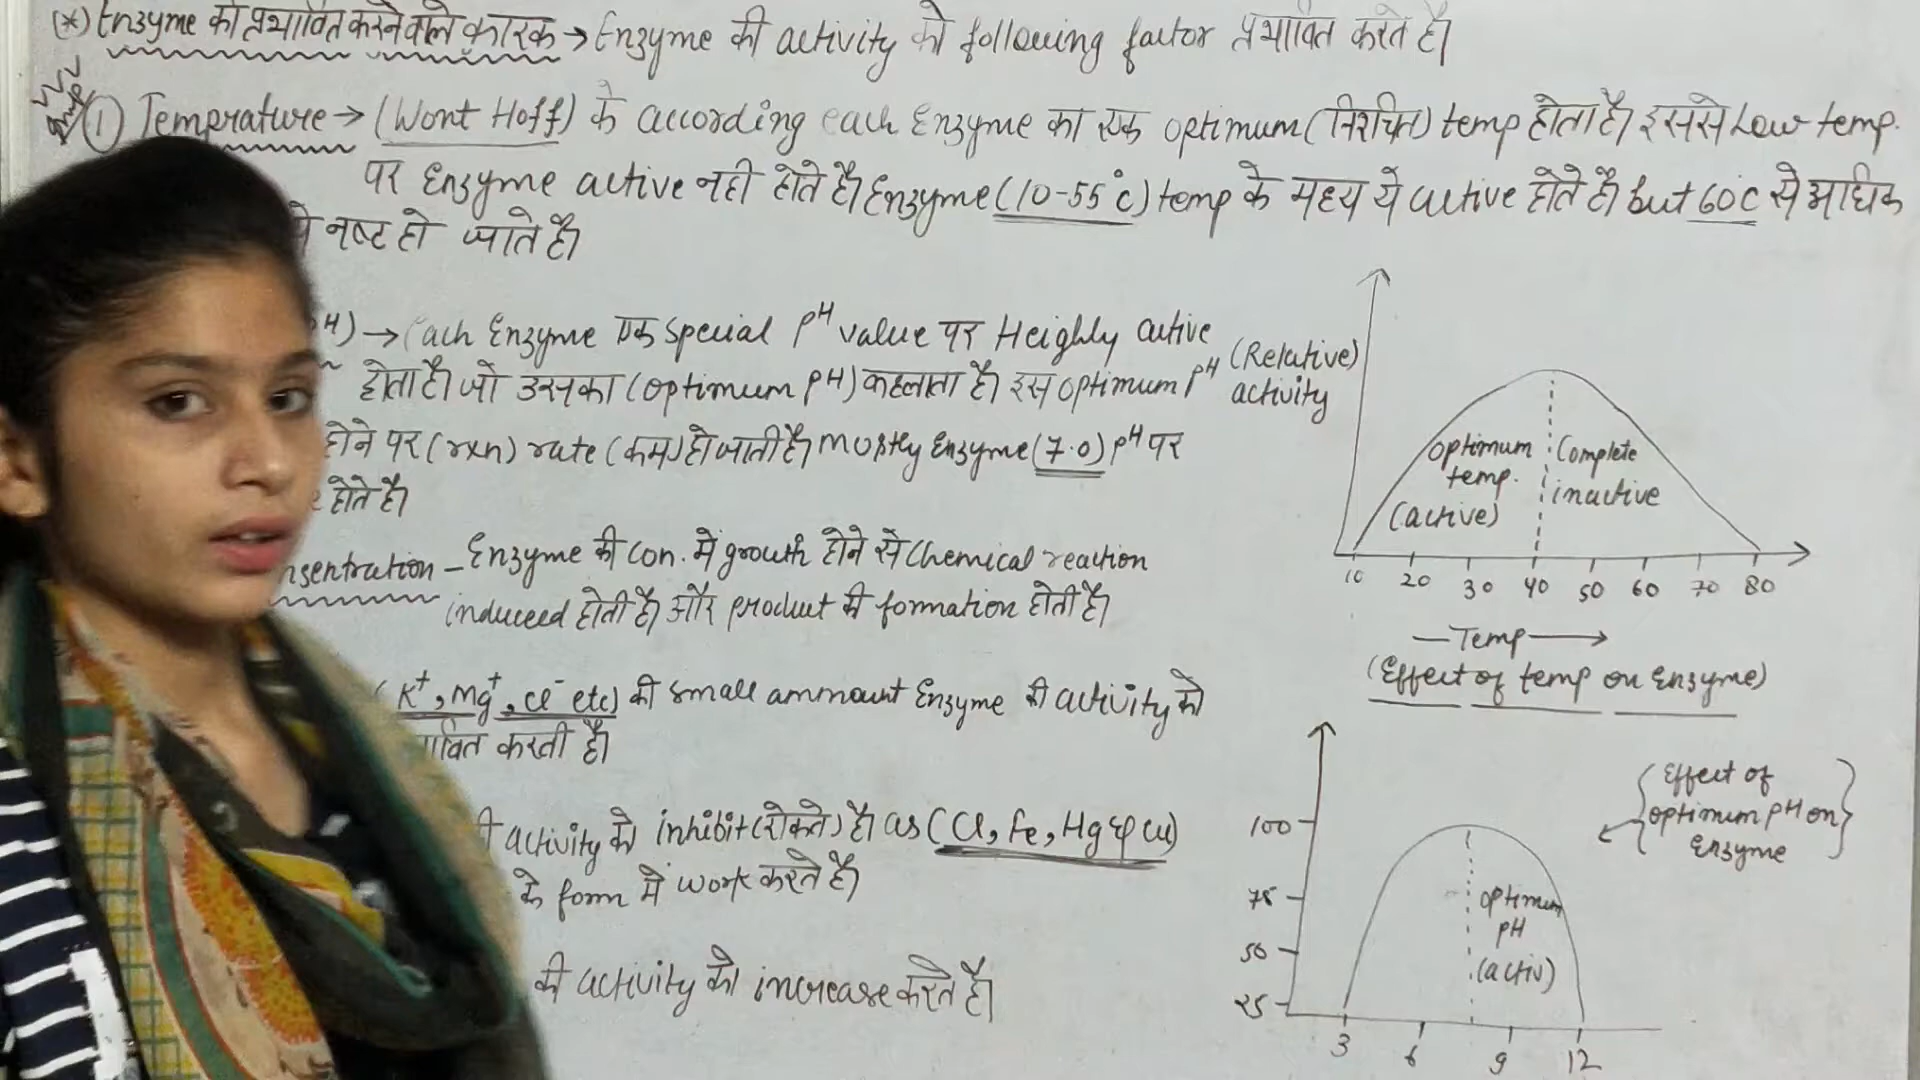 (*) Enzyme को प्रभावित करने वाले कारक → Enzyme की activity को following factor प्रभावित करते है।
① Temprature → (Wont Hoff) के according each Enzyme का एक optimum (निश्चित) temp होता है। इससे Low temp.
पर Enzyme active नही होते है। Enzyme (10-55°c) temp के मध्य ये active होते है। but 60°c से अधिक
नष्ट हो जाते है।
H) → Each Enzyme एक special pH value पर Heighly active
होता है। जो उसका (optimum pH) कहलाता है। इस optimum pH
होने पर (rxn) rate (कम) हो जाती है। mostly Enzyme (7.0) pH पर
होते है।
nsentration – Enzyme की con. मे growth होने से chemical reaction
induceed होती है। और product की formation होती है।
(K+, Mg+, Cl- etc) की small ammount Enzyme की activity को
करती है।
activity को inhibit (रोकते) है। as (Cl, Fe, Hg & Cu)
के form मे work करते है।
की activity को increase करते है।
(Relative)
activity
optimum
temp.
(active)
Complete
inactive
10 20 30 40 50 60 70 80
— Temp →
(Effect of temp on Enzyme)
{Effect of
optimum pH on
Enzyme}
100
75
50
25
optimum
pH
(activ)
3 6 9 12